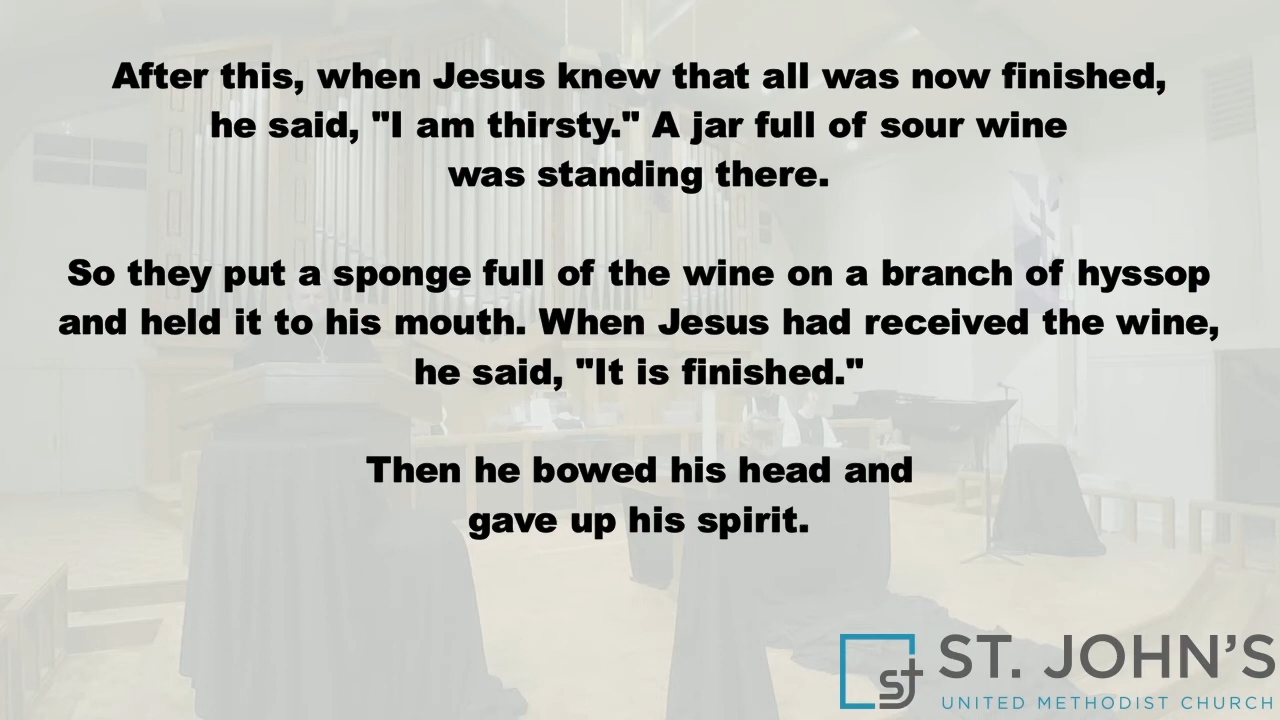 After this, when Jesus knew that all was now finished,
he said, "I am thirsty." A jar full of sour wine
was standing there.
So they put a sponge full of the wine on a branch of hyssop
and held it to his mouth. When Jesus had received the wine,
he said, "It is finished."
Then he bowed his head and
gave up his spirit.
sj
ST. JOHN'S
UNITED METHODIST CHURCH